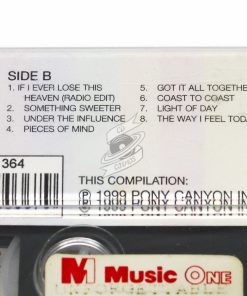 SIDE B
1. IF I EVER LOSE THIS
HEAVEN (RADIO EDIT)
2. SOMETHING SWEETER
3. UNDER THE INFLUENCE
4. PIECES OF MIND
5. GOT IT ALL TOGETHE
6. COAST TO COAST
7. LIGHT OF DAY
8. THE WAY I FEEL TODA
364
THIS COMPILATION:
℗ 1999 PONY CANYON IN
M Music ONE